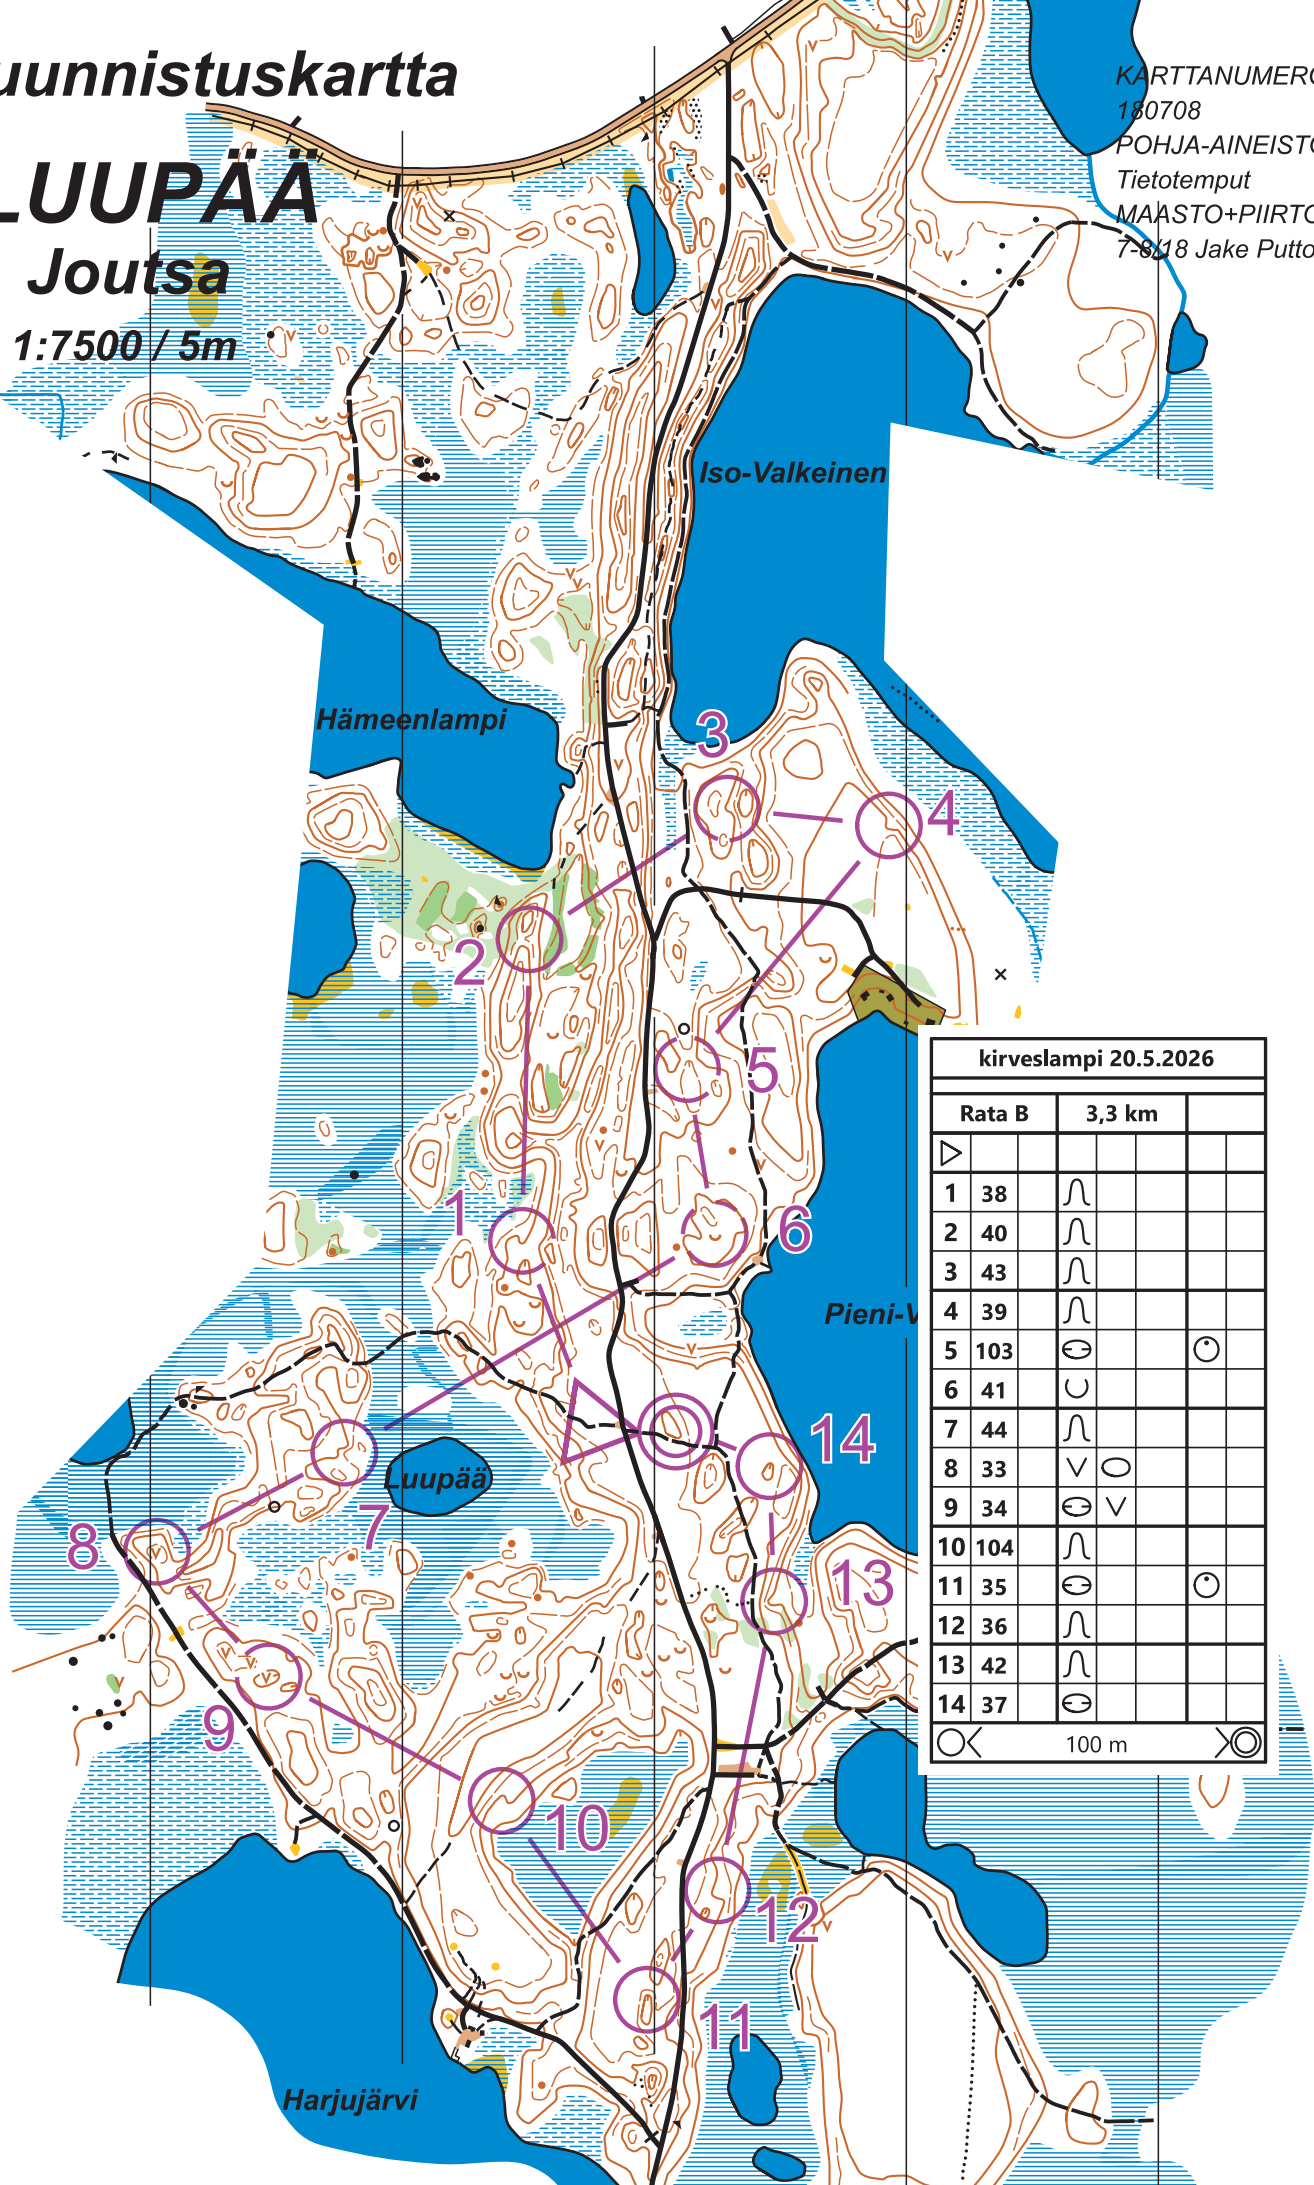 uunnistuskartta
LUUPÄÄ
Joutsa
1:7500 / 5m
KARTTANUMERO
180708
POHJA-AINEISTO
Tietotemput
MAASTO+PIIRTO
7-8/18 Jake Putto
Iso-Valkeinen
Hämeenlampi
3
4
2
5
1
6
Pieni-V
14
Luupää
7
8
13
9
10
12
11
Harjujärvi
kirveslampi 20.5.2026
Rata B 3,3 km
1 38
2 40
3 43
4 39
5 103
6 41
7 44
8 33
9 34
10 104
11 35
12 36
13 42
14 37
100 m